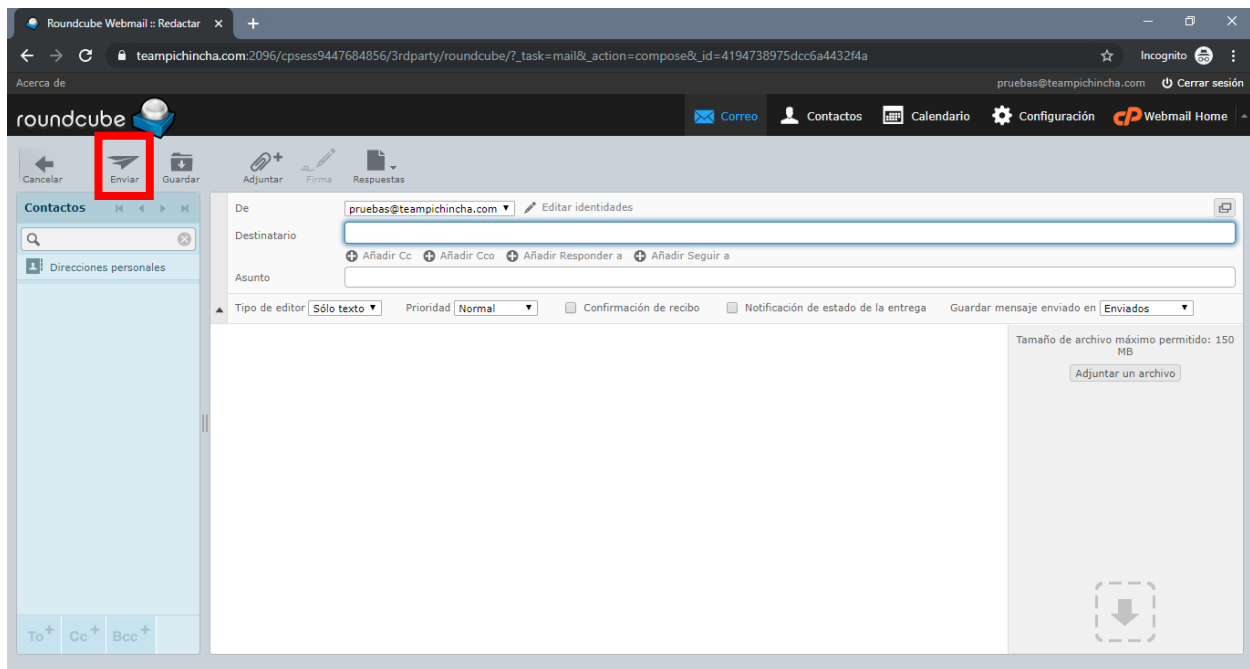 Roundcube Webmail :: Redactar
teampichincha.com:2096/cpsess9447684856/3rdparty/roundcube/?_task=mail&_action=compose&_id=4194738975dcc6a4432f4a
Incognito
Acerca de
pruebas@teampichincha.com Cerrar sesión
roundcube
Correo Contactos Calendario Configuración cP Webmail Home
Cancelar Enviar Guardar Adjuntar Firma Respuestas
Contactos
De pruebas@teampichincha.com Editar identidades
Destinatario
Añadir Cc Añadir Cco Añadir Responder a Añadir Seguir a
Direcciones personales
Asunto
Tipo de editor Sólo texto Prioridad Normal Confirmación de recibo Notificación de estado de la entrega Guardar mensaje enviado en Enviados
Tamaño de archivo máximo permitido: 150
MB
Adjuntar un archivo
To+ Cc+ Bcc+